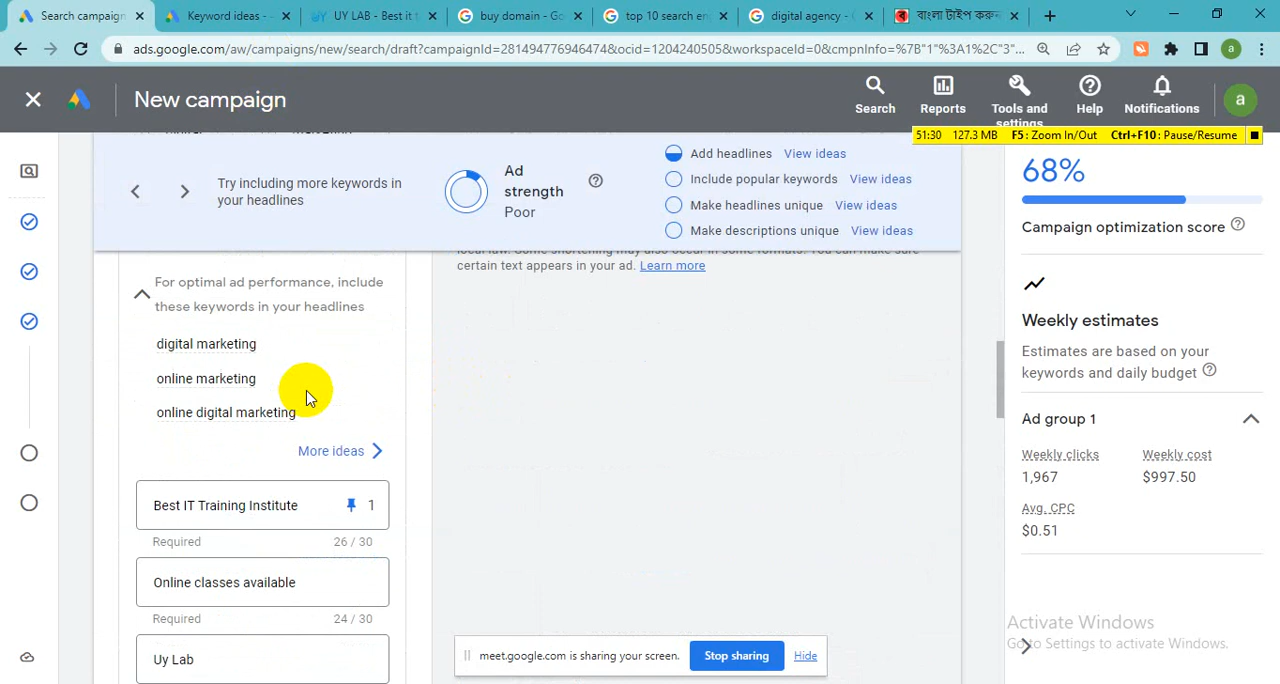 Search campaign
Keyword ideas -
UY LAB - Best it t
buy domain - Go
top 10 search en
digital agency - G
বাংলা টাইপ করুন
ads.google.com/aw/campaigns/new/search/draft?campaignId=281494776946474&ocid=1204240505&workspaceId=0&cmpnInfo=%7B"1"%3A1%2C"3"...
a
New campaign
Search
Reports
Tools and settings
Help
Notifications
a
51:30 127.3 MB F5: Zoom In/Out Ctrl+F10: Pause/Resume
Try including more keywords in
your headlines
Ad
strength
Poor
Add headlines View ideas
Include popular keywords View ideas
Make headlines unique View ideas
Make descriptions unique View ideas
local law. Some shortening may also occur in some formats. You can make
certain text appears in your ad. Learn more
For optimal ad performance, include
these keywords in your headlines
digital marketing
online marketing
online digital marketing
More ideas
Best IT Training Institute 1
Required 26 / 30
Online classes available
Required 24 / 30
Uy Lab
68%
Campaign optimization score
Weekly estimates
Estimates are based on your
keywords and daily budget
Ad group 1
Weekly clicks Weekly cost
1,967 $997.50
Avg. CPC
$0.51
Activate Windows
Go to Settings to activate Windows.
meet.google.com is sharing your screen. Stop sharing Hide